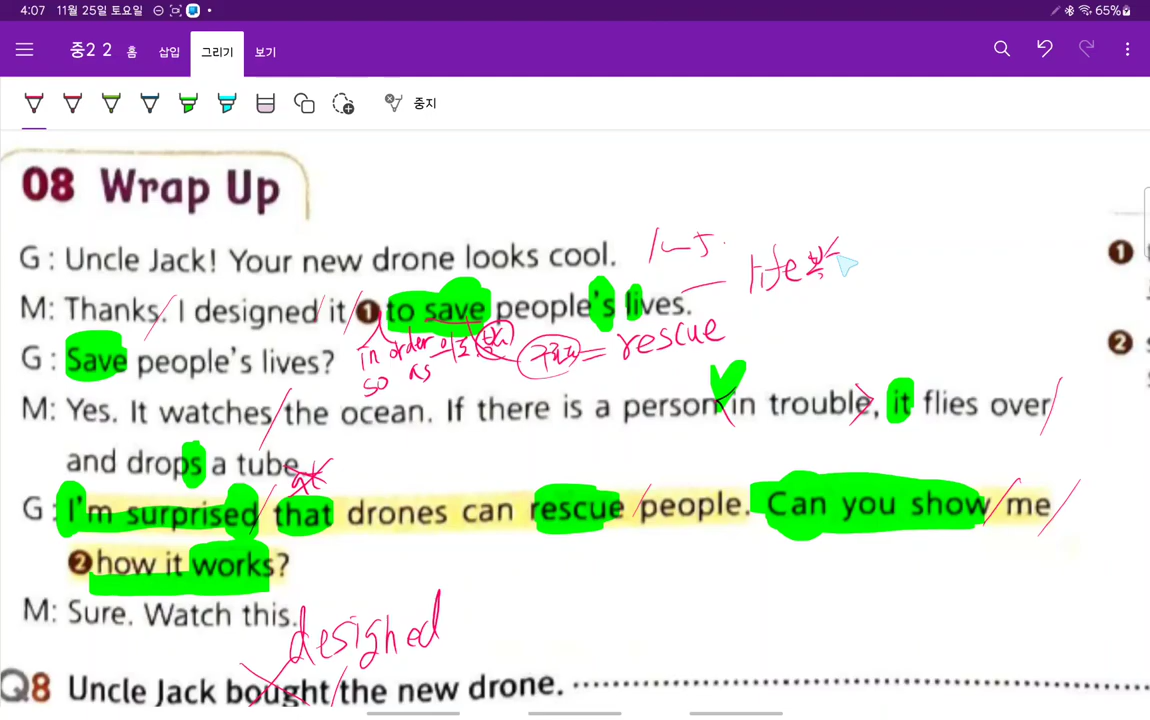 4:07 11월 25일 토요일 65%
중2 2 홈 삽입 그리기 보기
중지
08 Wrap Up
G : Uncle Jack! Your new drone looks cool.
M: Thanks. I designed it ❶ to save people's lives.
life
in order
so as
rescue
G : Save people's lives?
M: Yes. It watches the ocean. If there is a person in trouble, it flies over
and drops a tube.
at
G : I'm surprised that drones can rescue people. Can you show me
❷ how it works?
M: Sure. Watch this.
designed
Q8 Uncle Jack bought the new drone.
❶
❷